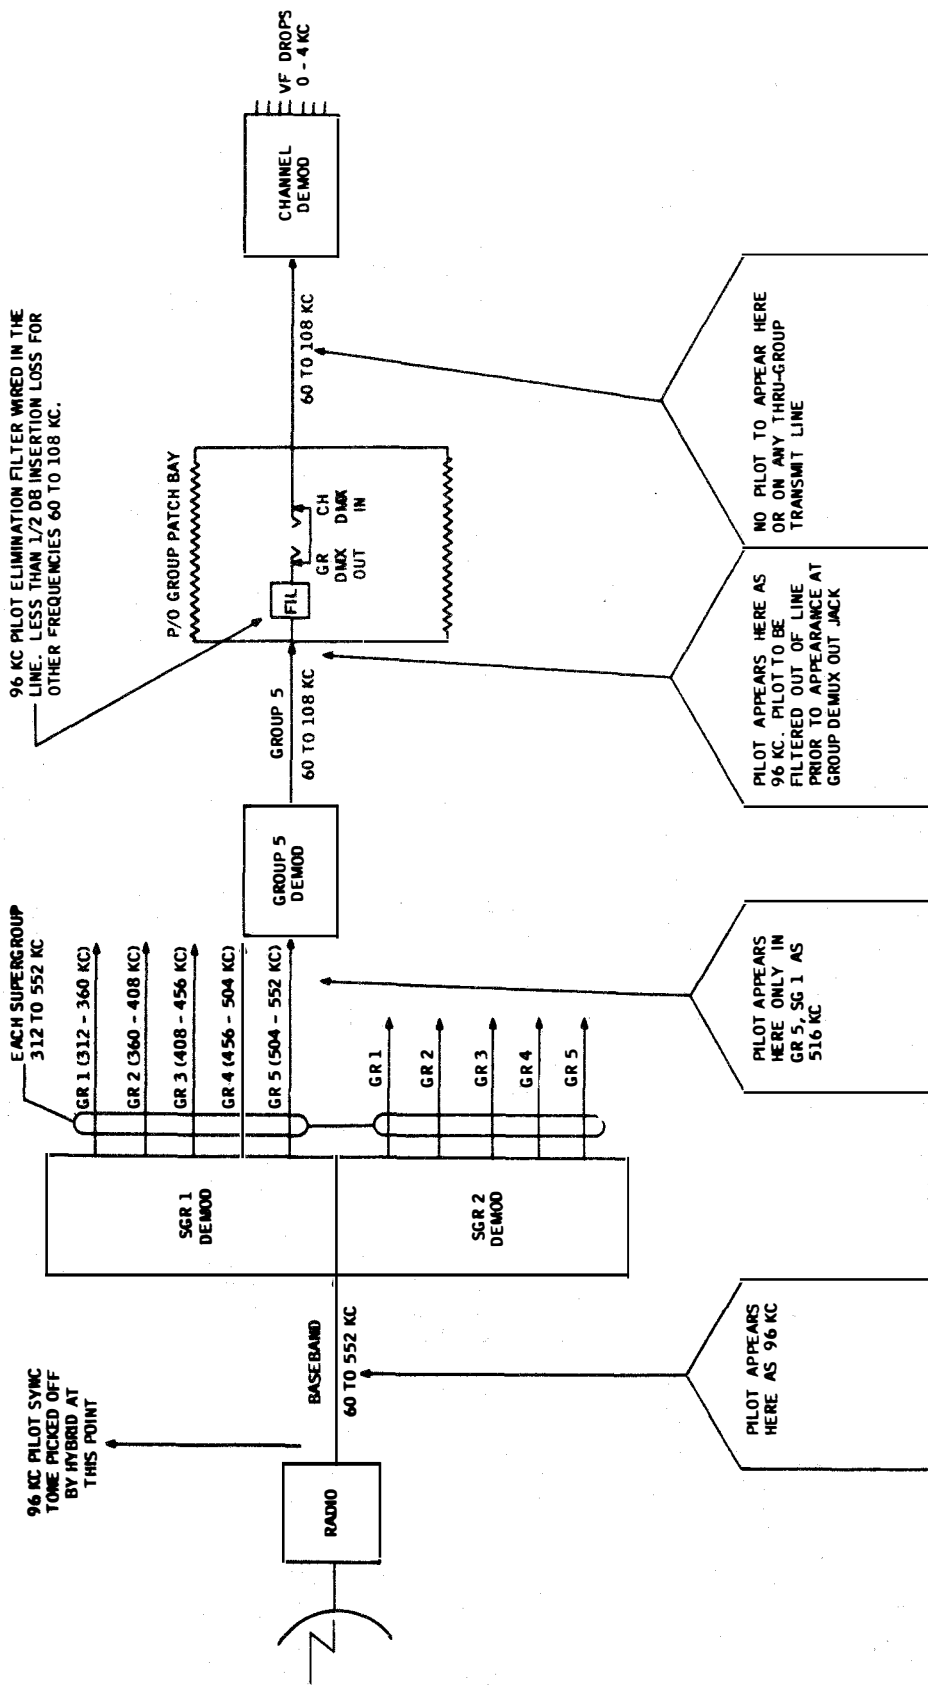 96 KC PILOT SYNC
TONE PICKED OFF
BY HYBRID AT
THIS POINT
RADIO
BASEBAND
60 TO 552 KC
PILOT APPEARS
HERE AS 96 KC
SGR 1
DEMOD
SGR 2
DEMOD
EACH SUPERGROUP
312 TO 552 KC
GR 1 (312 - 360 KC)
GR 2 (360 - 408 KC)
GR 3 (408 - 456 KC)
GR 4 (456 - 504 KC)
GR 5 (504 - 552 KC)
GR 1
GR 2
GR 3
GR 4
GR 5
PILOT APPEARS
HERE ONLY IN
GR 5, SG 1 AS
516 KC
GROUP 5
DEMOD
GROUP 5
60 TO 108 KC
96 KC PILOT ELIMINATION FILTER WIRED IN THE
LINE. LESS THAN 1/2 DB INSERTION LOSS FOR
OTHER FREQUENCIES 60 TO 108 KC.
P/O GROUP PATCH BAY
FIL
GR
DMX
OUT
CH
DMX
IN
PILOT APPEARS HERE AS
96 KC. PILOT TO BE
FILTERED OUT OF LINE
PRIOR TO APPEARANCE AT
GROUP DEMUX OUT JACK
60 TO 108 KC
NO PILOT TO APPEAR HERE
OR ON ANY THRU-GROUP
TRANSMIT LINE
CHANNEL
DEMOD
VF DROPS
0 - 4 KC